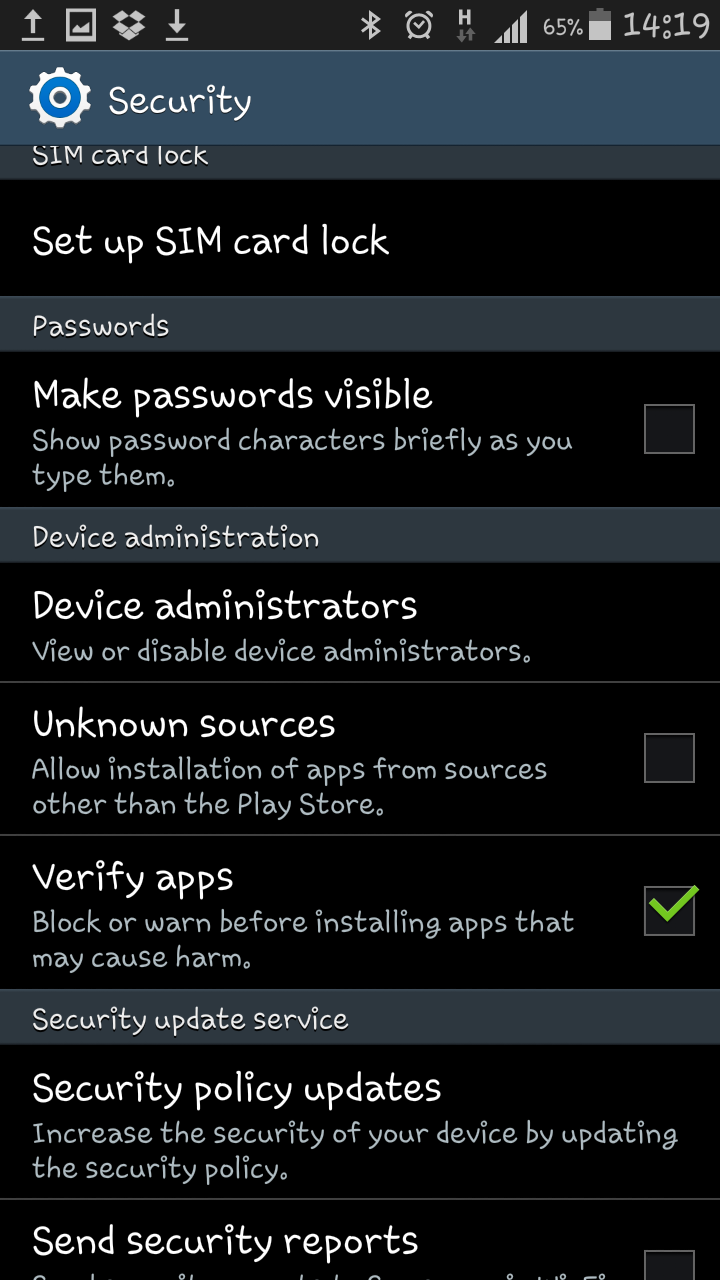 H 65% 14:19
Security
SIM card lock
Set up SIM card lock
Passwords
Make passwords visible
Show password characters briefly as you
type them.
Device administration
Device administrators
View or disable device administrators.
Unknown sources
Allow installation of apps from sources
other than the Play Store.
Verify apps
Block or warn before installing apps that
may cause harm.
Security update service
Security policy updates
Increase the security of your device by updating
the security policy.
Send security reports